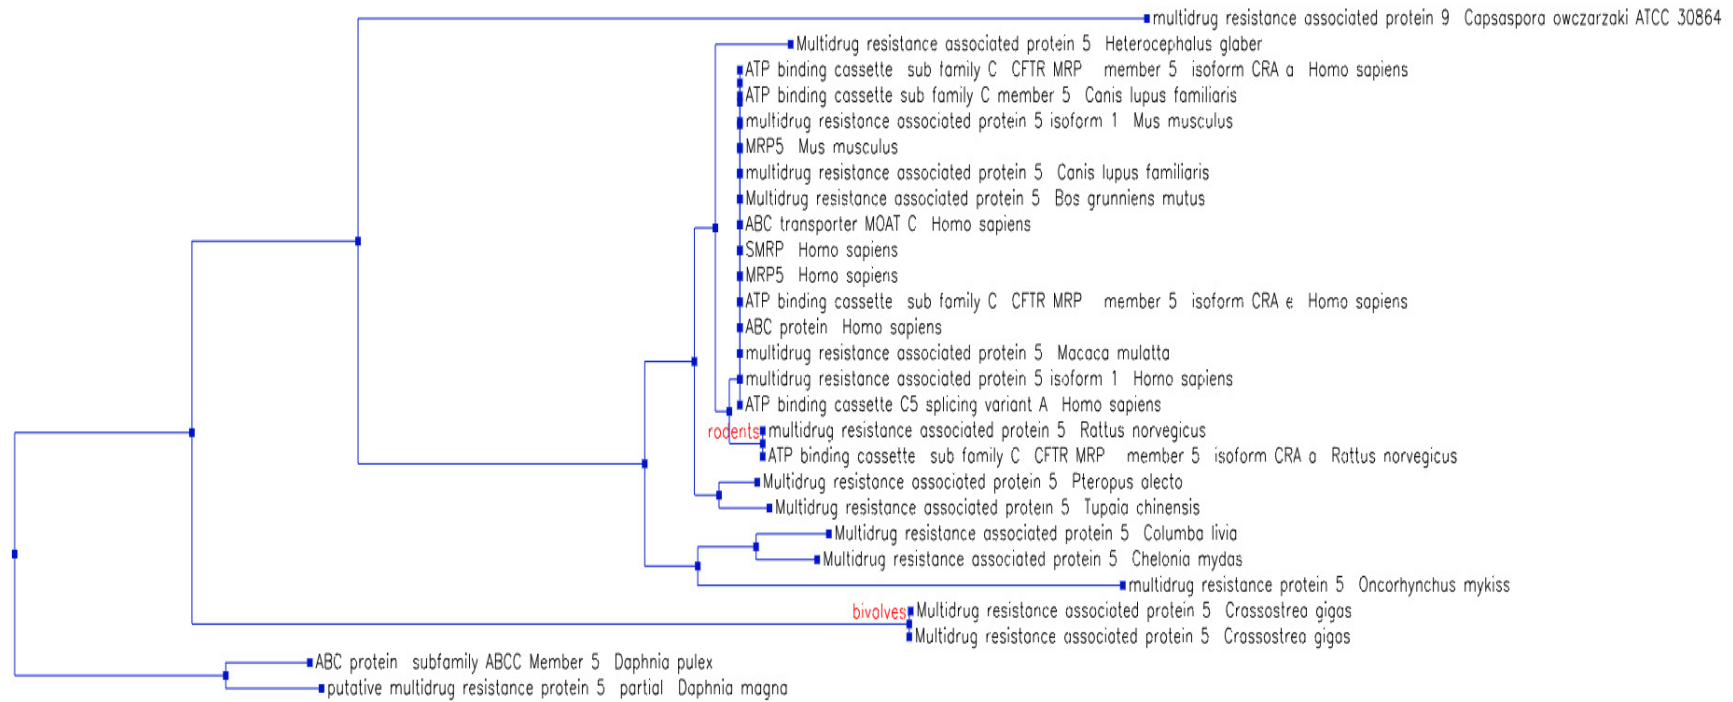 multidrug resistance associated protein 9 Capsaspora owczarzaki ATCC 30864
Multidrug resistance associated protein 5 Heterocephalus glaber
ATP binding cassette sub family C CFTR MRP member 5 isoform CRA a Homo sapiens
ATP binding cassette sub family C member 5 Canis lupus familiaris
multidrug resistance associated protein 5 isoform 1 Mus musculus
MRP5 Mus musculus
multidrug resistance associated protein 5 Canis lupus familiaris
Multidrug resistance associated protein 5 Bos grunniens mutus
ABC transporter MOAT C Homo sapiens
SMRP Homo sapiens
MRP5 Homo sapiens
ATP binding cassette sub family C CFTR MRP member 5 isoform CRA e Homo sapiens
ABC protein Homo sapiens
multidrug resistance associated protein 5 Macaca mulatta
multidrug resistance associated protein 5 isoform 1 Homo sapiens
ATP binding cassette C5 splicing variant A Homo sapiens
rodents multidrug resistance associated protein 5 Rattus norvegicus
ATP binding cassette sub family C CFTR MRP member 5 isoform CRA a Rattus norvegicus
Multidrug resistance associated protein 5 Pteropus alecto
Multidrug resistance associated protein 5 Tupaia chinensis
Multidrug resistance associated protein 5 Columba livia
Multidrug resistance associated protein 5 Chelonia mydas
multidrug resistance protein 5 Oncorhynchus mykiss
bivolves Multidrug resistance associated protein 5 Crassostrea gigas
Multidrug resistance associated protein 5 Crassostrea gigas
ABC protein subfamily ABCC Member 5 Daphnia pulex
putative multidrug resistance protein 5 partial Daphnia magna